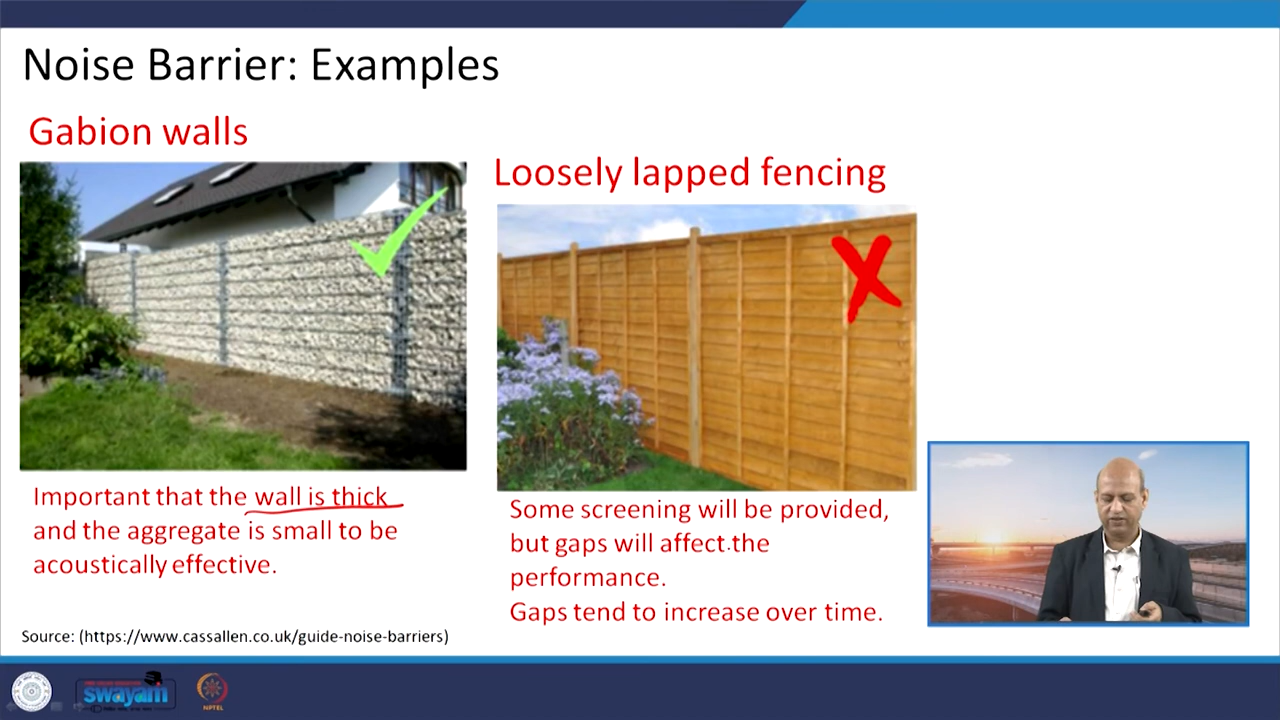 Noise Barrier: Examples
Gabion walls
Loosely lapped fencing
Important that the wall is thick
and the aggregate is small to be
acoustically effective.
Some screening will be provided,
but gaps will affect the
performance.
Gaps tend to increase over time.
Source: (https://www.cassallen.co.uk/guide-noise-barriers)
swayam
NPTEL